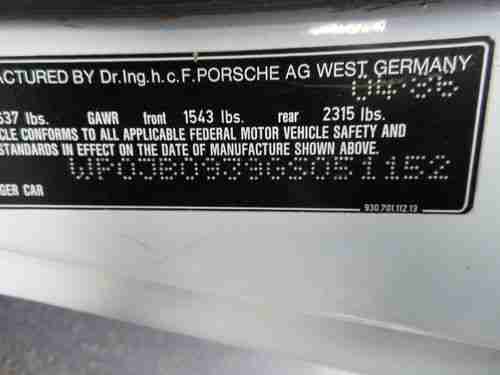 ACTURED BY Dr.Ing.h.c.F.PORSCHE AG WEST GERMANY
04·86
637 lbs. GAWR front 1543 lbs. rear 2315 lbs.
CLE CONFORMS TO ALL APPLICABLE FEDERAL MOTOR VEHICLE SAFETY AND
STANDARDS IN EFFECT ON THE DATE OF MANUFACTURE SHOWN ABOVE.
WP0JB0939GS051152
GER CAR
930.701.112.13